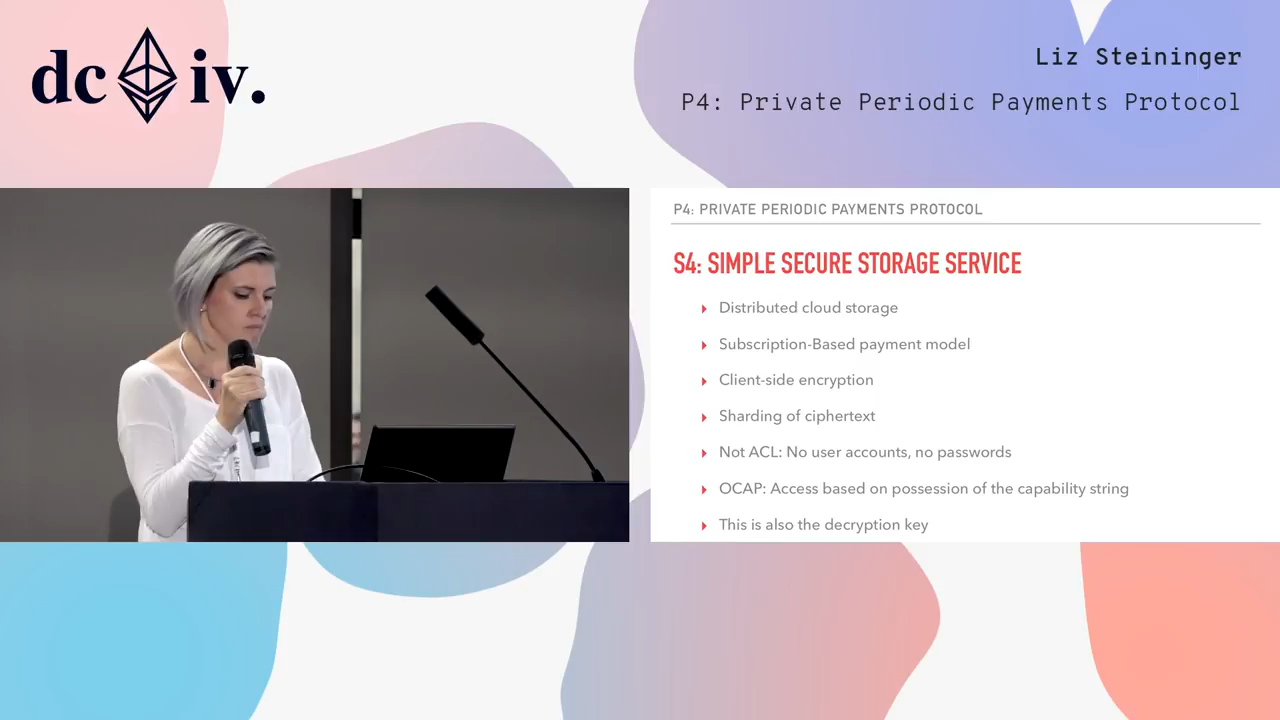 dc iv.
Liz Steininger
P4: Private Periodic Payments Protocol
P4: PRIVATE PERIODIC PAYMENTS PROTOCOL
S4: SIMPLE SECURE STORAGE SERVICE
Distributed cloud storage
Subscription-Based payment model
Client-side encryption
Sharding of ciphertext
Not ACL: No user accounts, no passwords
OCAP: Access based on possession of the capability string
This is also the decryption key